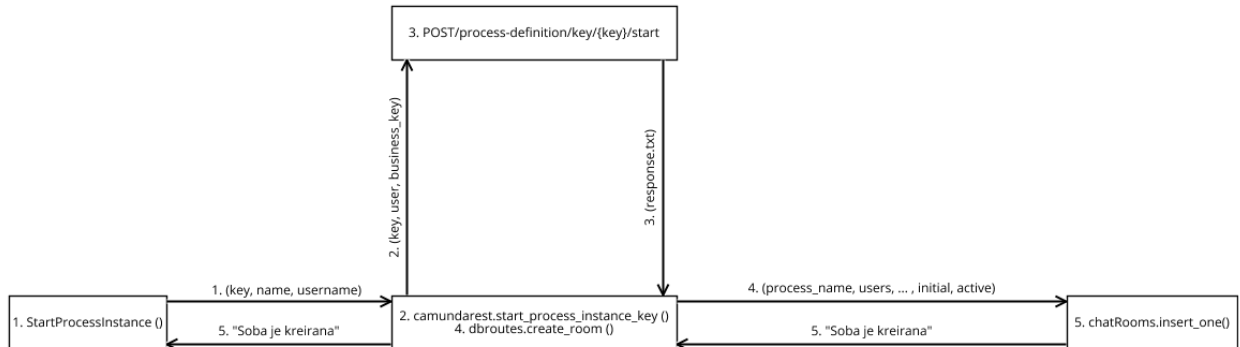 3. POST/process-definition/key/{key}/start
2. (key, user, business_key)
3. (response.txt)
1. (key, name, username)
4. (process_name, users, ... , initial, active)
1. StartProcessInstance ()
2. camundarest.start_process_instance_key ()
4. dbroutes.create_room ()
5. chatRooms.insert_one()
5. "Soba je kreirana"
5. "Soba je kreirana"